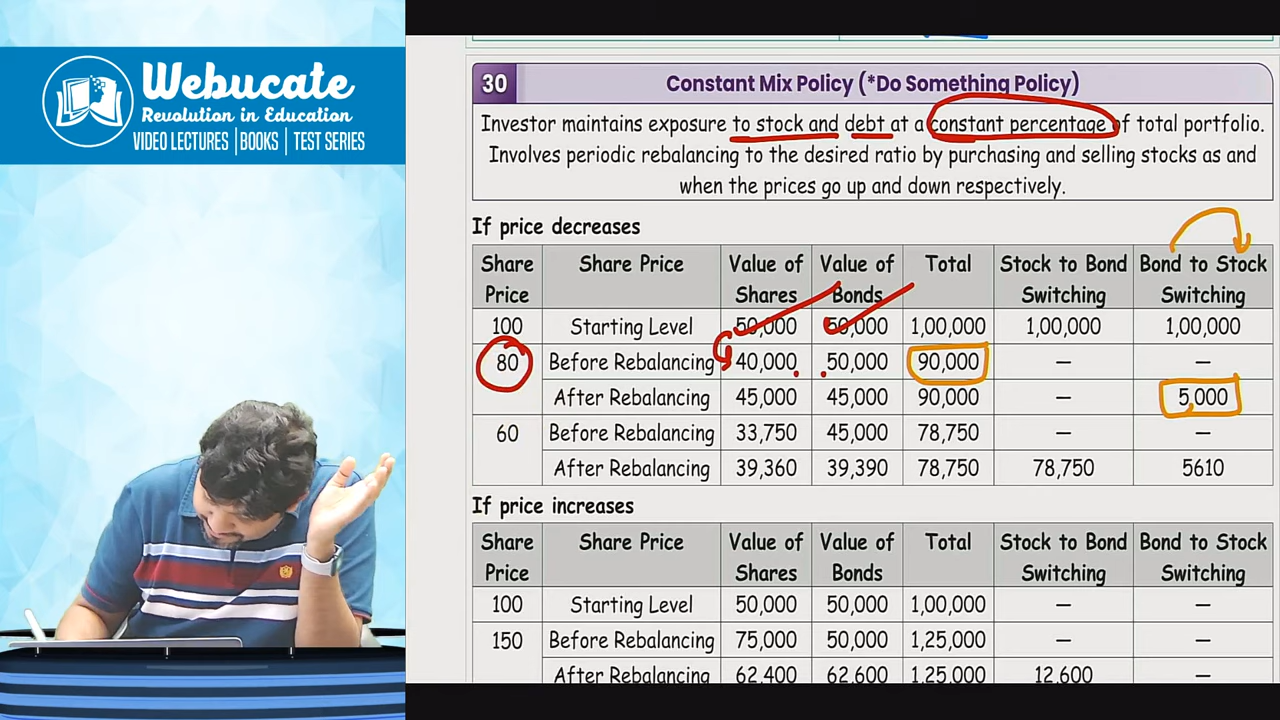 Webucate
Revolution in Education
VIDEO LECTURES | BOOKS | TEST SERIES
30 Constant Mix Policy (*Do Something Policy)
Investor maintains exposure to stock and debt at a constant percentage of total portfolio.
Involves periodic rebalancing to the desired ratio by purchasing and selling stocks as and
when the prices go up and down respectively.
If price decreases
Share Price Share Price Value of Shares Value of Bonds Total Stock to Bond Switching Bond to Stock Switching
100 Starting Level 50,000 50,000 1,00,000 1,00,000 1,00,000
80 Before Rebalancing 40,000 50,000 90,000 – –
After Rebalancing 45,000 45,000 90,000 – 5,000
60 Before Rebalancing 33,750 45,000 78,750 – –
After Rebalancing 39,360 39,390 78,750 78,750 5610
If price increases
Share Price Share Price Value of Shares Value of Bonds Total Stock to Bond Switching Bond to Stock Switching
100 Starting Level 50,000 50,000 1,00,000 – –
150 Before Rebalancing 75,000 50,000 1,25,000 – –
After Rebalancing 62,400 62,600 1,25,000 12,600 –